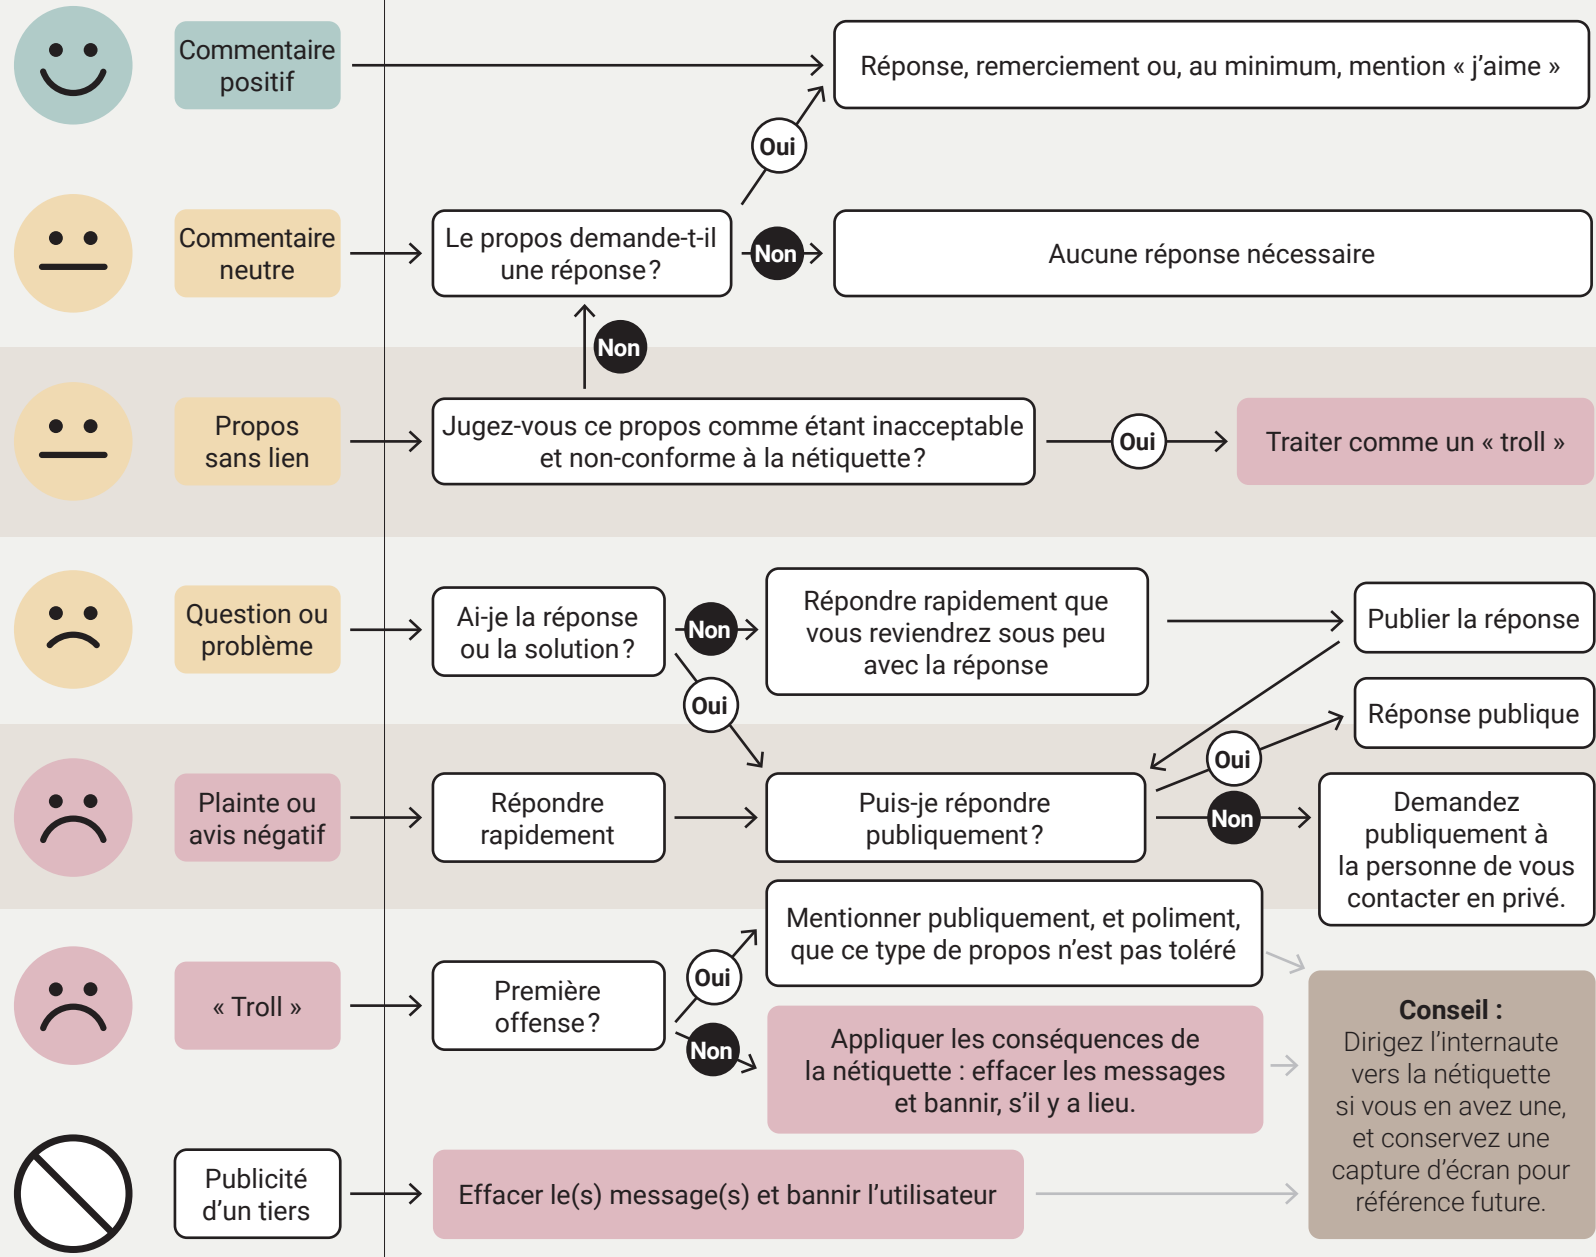 Commentaire
positif
Réponse, remerciement ou, au minimum, mention « j’aime »
Oui
Commentaire
neutre
Le propos demande-t-il
une réponse ?
Non
Aucune réponse nécessaire
Non
Propos
sans lien
Jugez-vous ce propos comme étant inacceptable
et non-conforme à la nétiquette ?
Oui
Traiter comme un « troll »
Question ou
problème
Ai-je la réponse
ou la solution ?
Non
Oui
Répondre rapidement que
vous reviendrez sous peu
avec la réponse
Publier la réponse
Réponse publique
Plainte ou
avis négatif
Répondre
rapidement
Puis-je répondre
publiquement ?
Oui
Non
Demandez
publiquement à
la personne de vous
contacter en privé.
« Troll »
Première
offense ?
Oui
Non
Mentionner publiquement, et poliment,
que ce type de propos n’est pas toléré
Appliquer les conséquences de
la nétiquette : effacer les messages
et bannir, s’il y a lieu.
Conseil :
Dirigez l’internaute
vers la nétiquette
si vous en avez une,
et conservez une
capture d’écran pour
référence future.
Publicité
d’un tiers
Effacer le(s) message(s) et bannir l’utilisateur